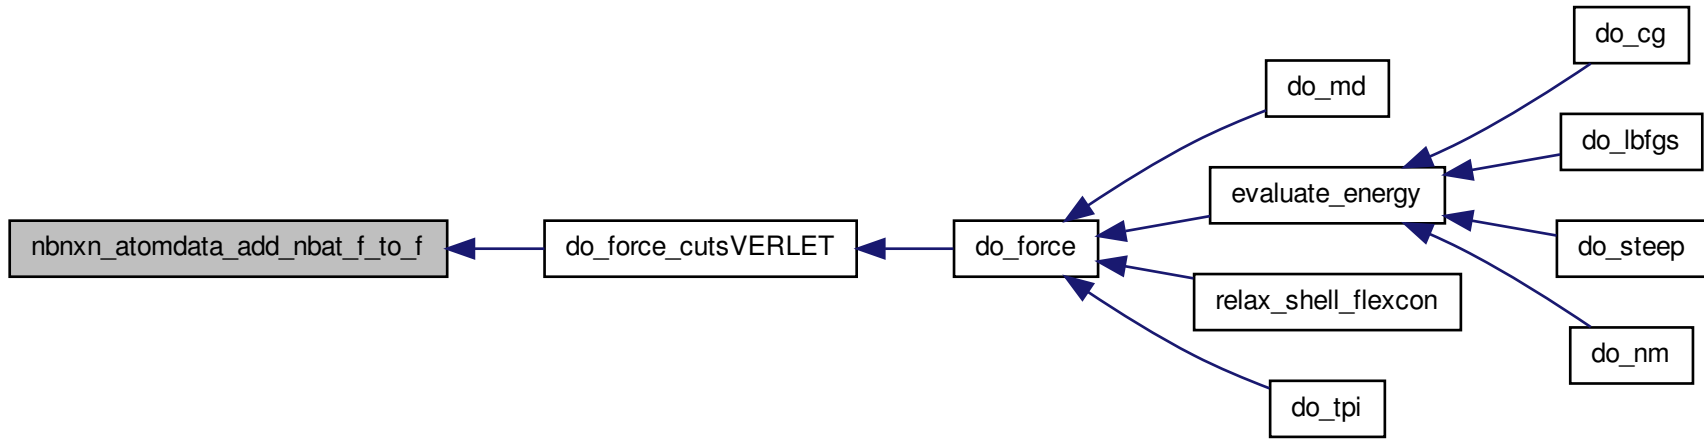 nbnxn_atomdata_add_nbat_f_to_f
do_force_cutsVERLET
do_force
do_md
evaluate_energy
relax_shell_flexcon
do_tpi
do_cg
do_lbfgs
do_steep
do_nm